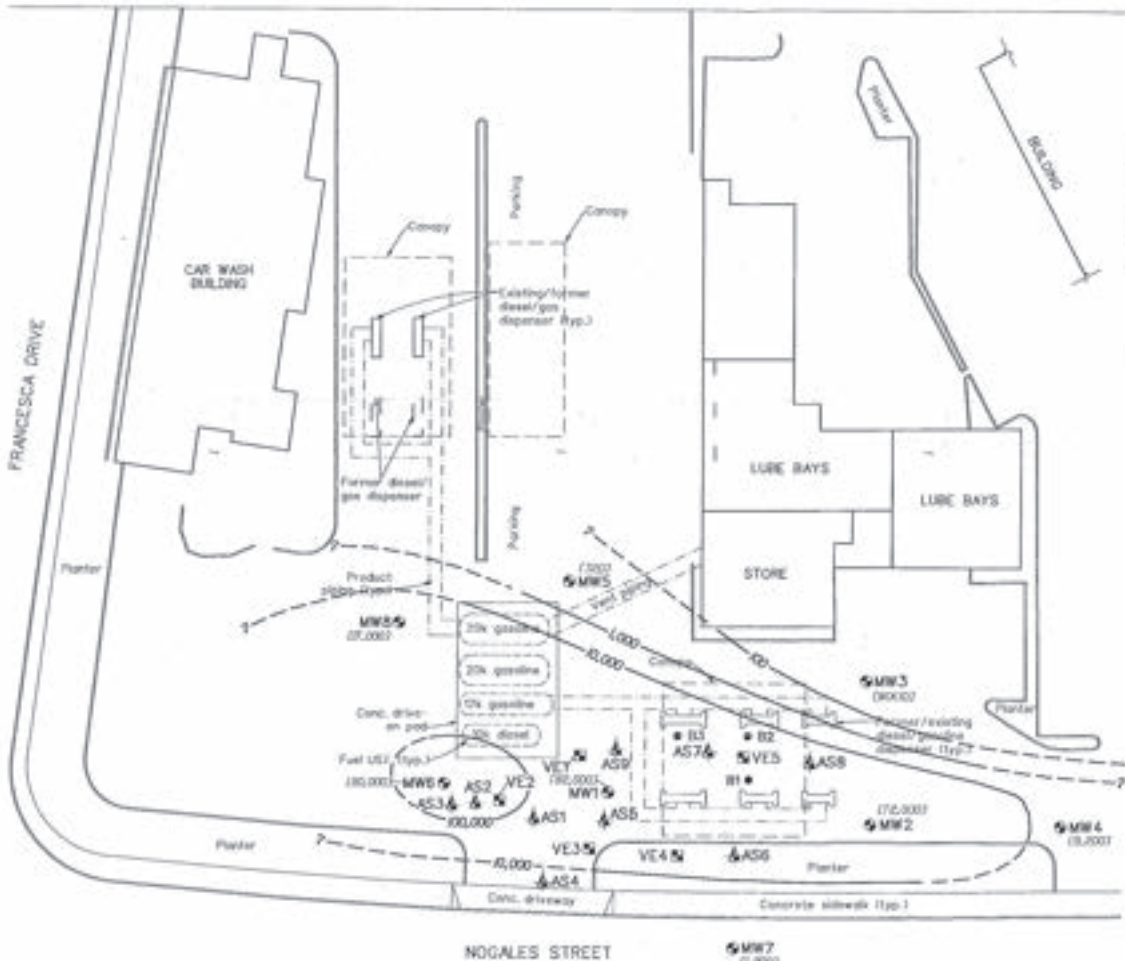 Planter
BUILDING
Parking
Canopy
Canopy
CAR WASH
BUILDING
Existing/former
diesel/gas
dispenser (typ.)
FRANCESCA DRIVE
Former diesel/
gas dispenser
LUBE BAYS
LUBE BAYS
Parking
?
?
STORE
Planter
Product
piping (typ.)
MW5
Vent piping
?
MW8
20k gasoline
1,000
10,000
100
20k gasoline
Canopy
MW3
12k gasoline
Conc. drive-
on pad
10k diesel
Planter
Former/existing
diesel/gasoline
dispenser (typ.)
B3
B2
AS7
VE5
AS8
Fuel UST (typ.)
VE1
AS9
?
?
MW6
AS2
VE2
MW1
B1
AS3
100,000
AS1
AS5
MW2
MW4
Planter
?
10,000
VE3
VE4
AS6
Planter
AS4
Conc. driveway
Concrete sidewalk (typ.)
NOGALES STREET
MW7